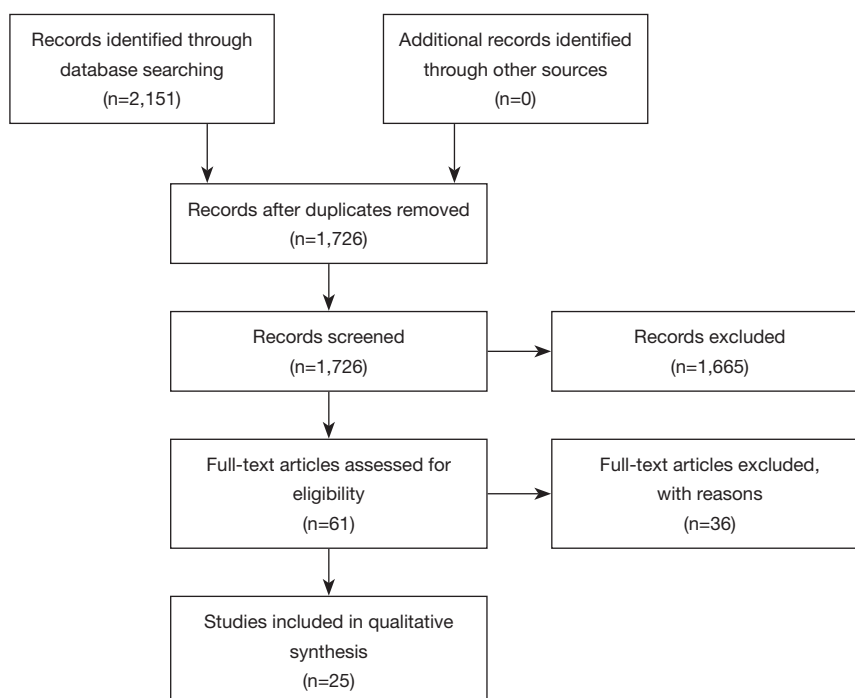 Records identified through
database searching
(n=2,151)
Additional records identified
through other sources
(n=0)
Records after duplicates removed
(n=1,726)
Records screened
(n=1,726)
Records excluded
(n=1,665)
Full-text articles assessed for
eligibility
(n=61)
Full-text articles excluded,
with reasons
(n=36)
Studies included in qualitative
synthesis
(n=25)